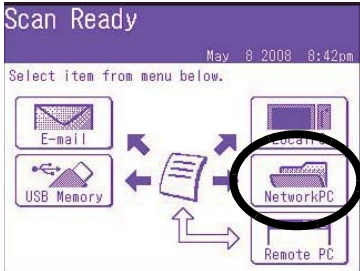 Scan Ready
May 8 2008 8:42pm
Select item from menu below.
E-mail
USB Memory
NetworkPC
Remote PC